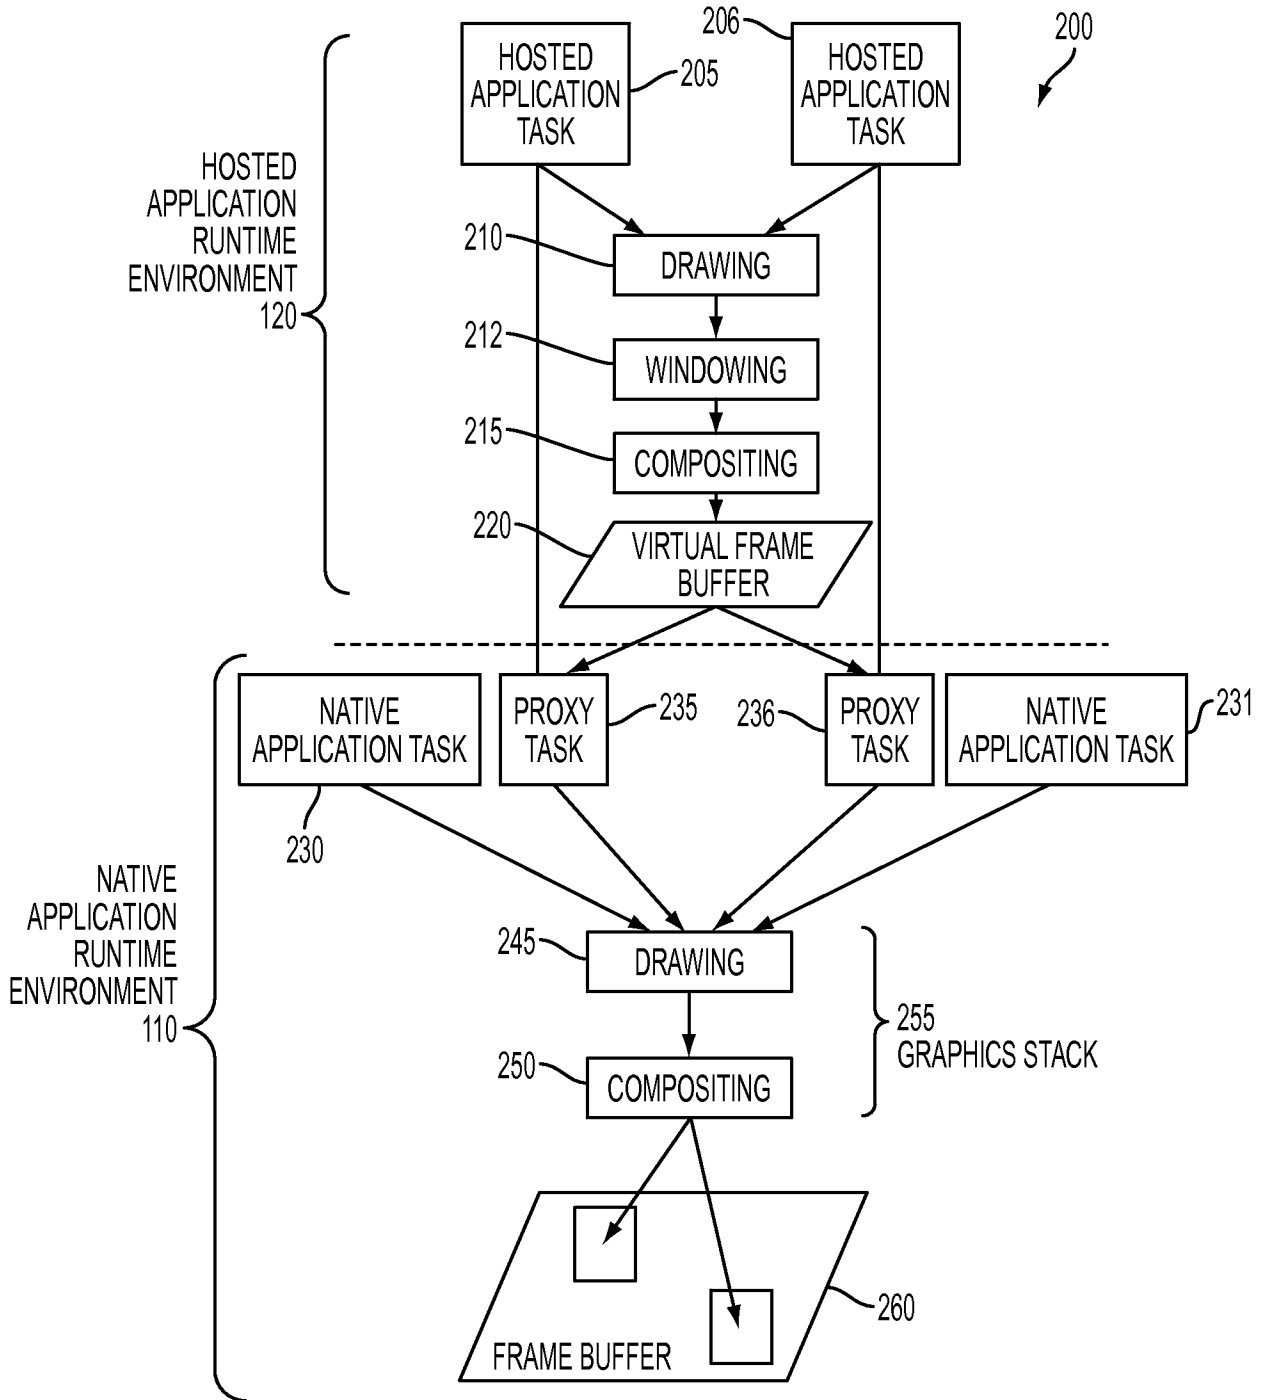 206
200
HOSTED
APPLICATION
TASK
205
HOSTED
APPLICATION
TASK
HOSTED
APPLICATION
RUNTIME
ENVIRONMENT
120
210
DRAWING
212
WINDOWING
215
COMPOSITING
220
VIRTUAL FRAME
BUFFER
NATIVE
APPLICATION TASK
230
PROXY
TASK
235
236
PROXY
TASK
NATIVE
APPLICATION TASK
231
NATIVE
APPLICATION
RUNTIME
ENVIRONMENT
110
245
DRAWING
250
COMPOSITING
255
GRAPHICS STACK
260
FRAME BUFFER